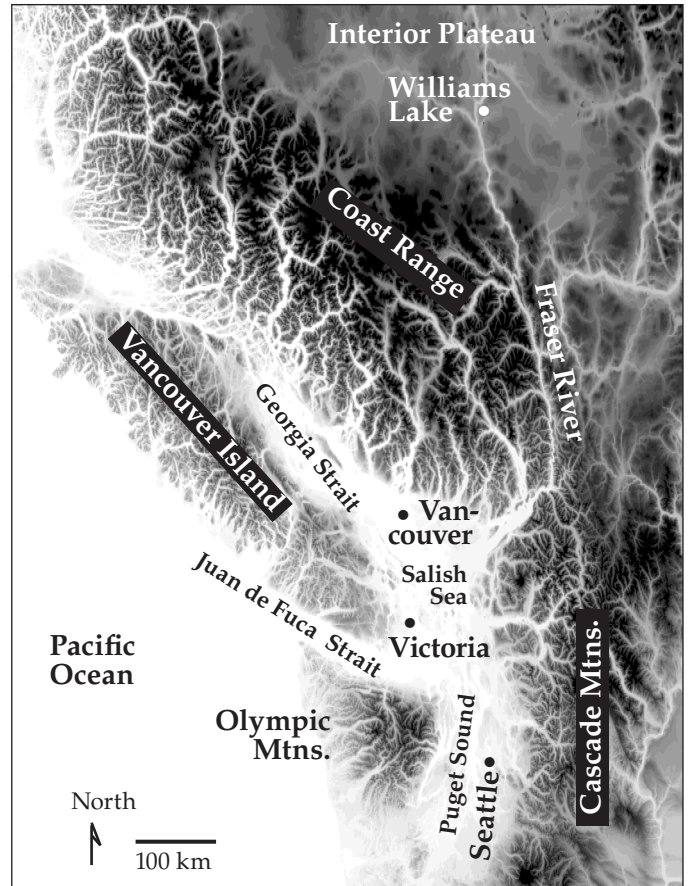 Interior Plateau
Williams
Lake
Coast Range
Fraser River
Vancouver Island
Georgia Strait
Van-
couver
Salish
Sea
Juan de Fuca Strait
Victoria
Pacific
Ocean
Olympic
Mtns.
Puget Sound
Seattle
Cascade Mtns.
North
100 km